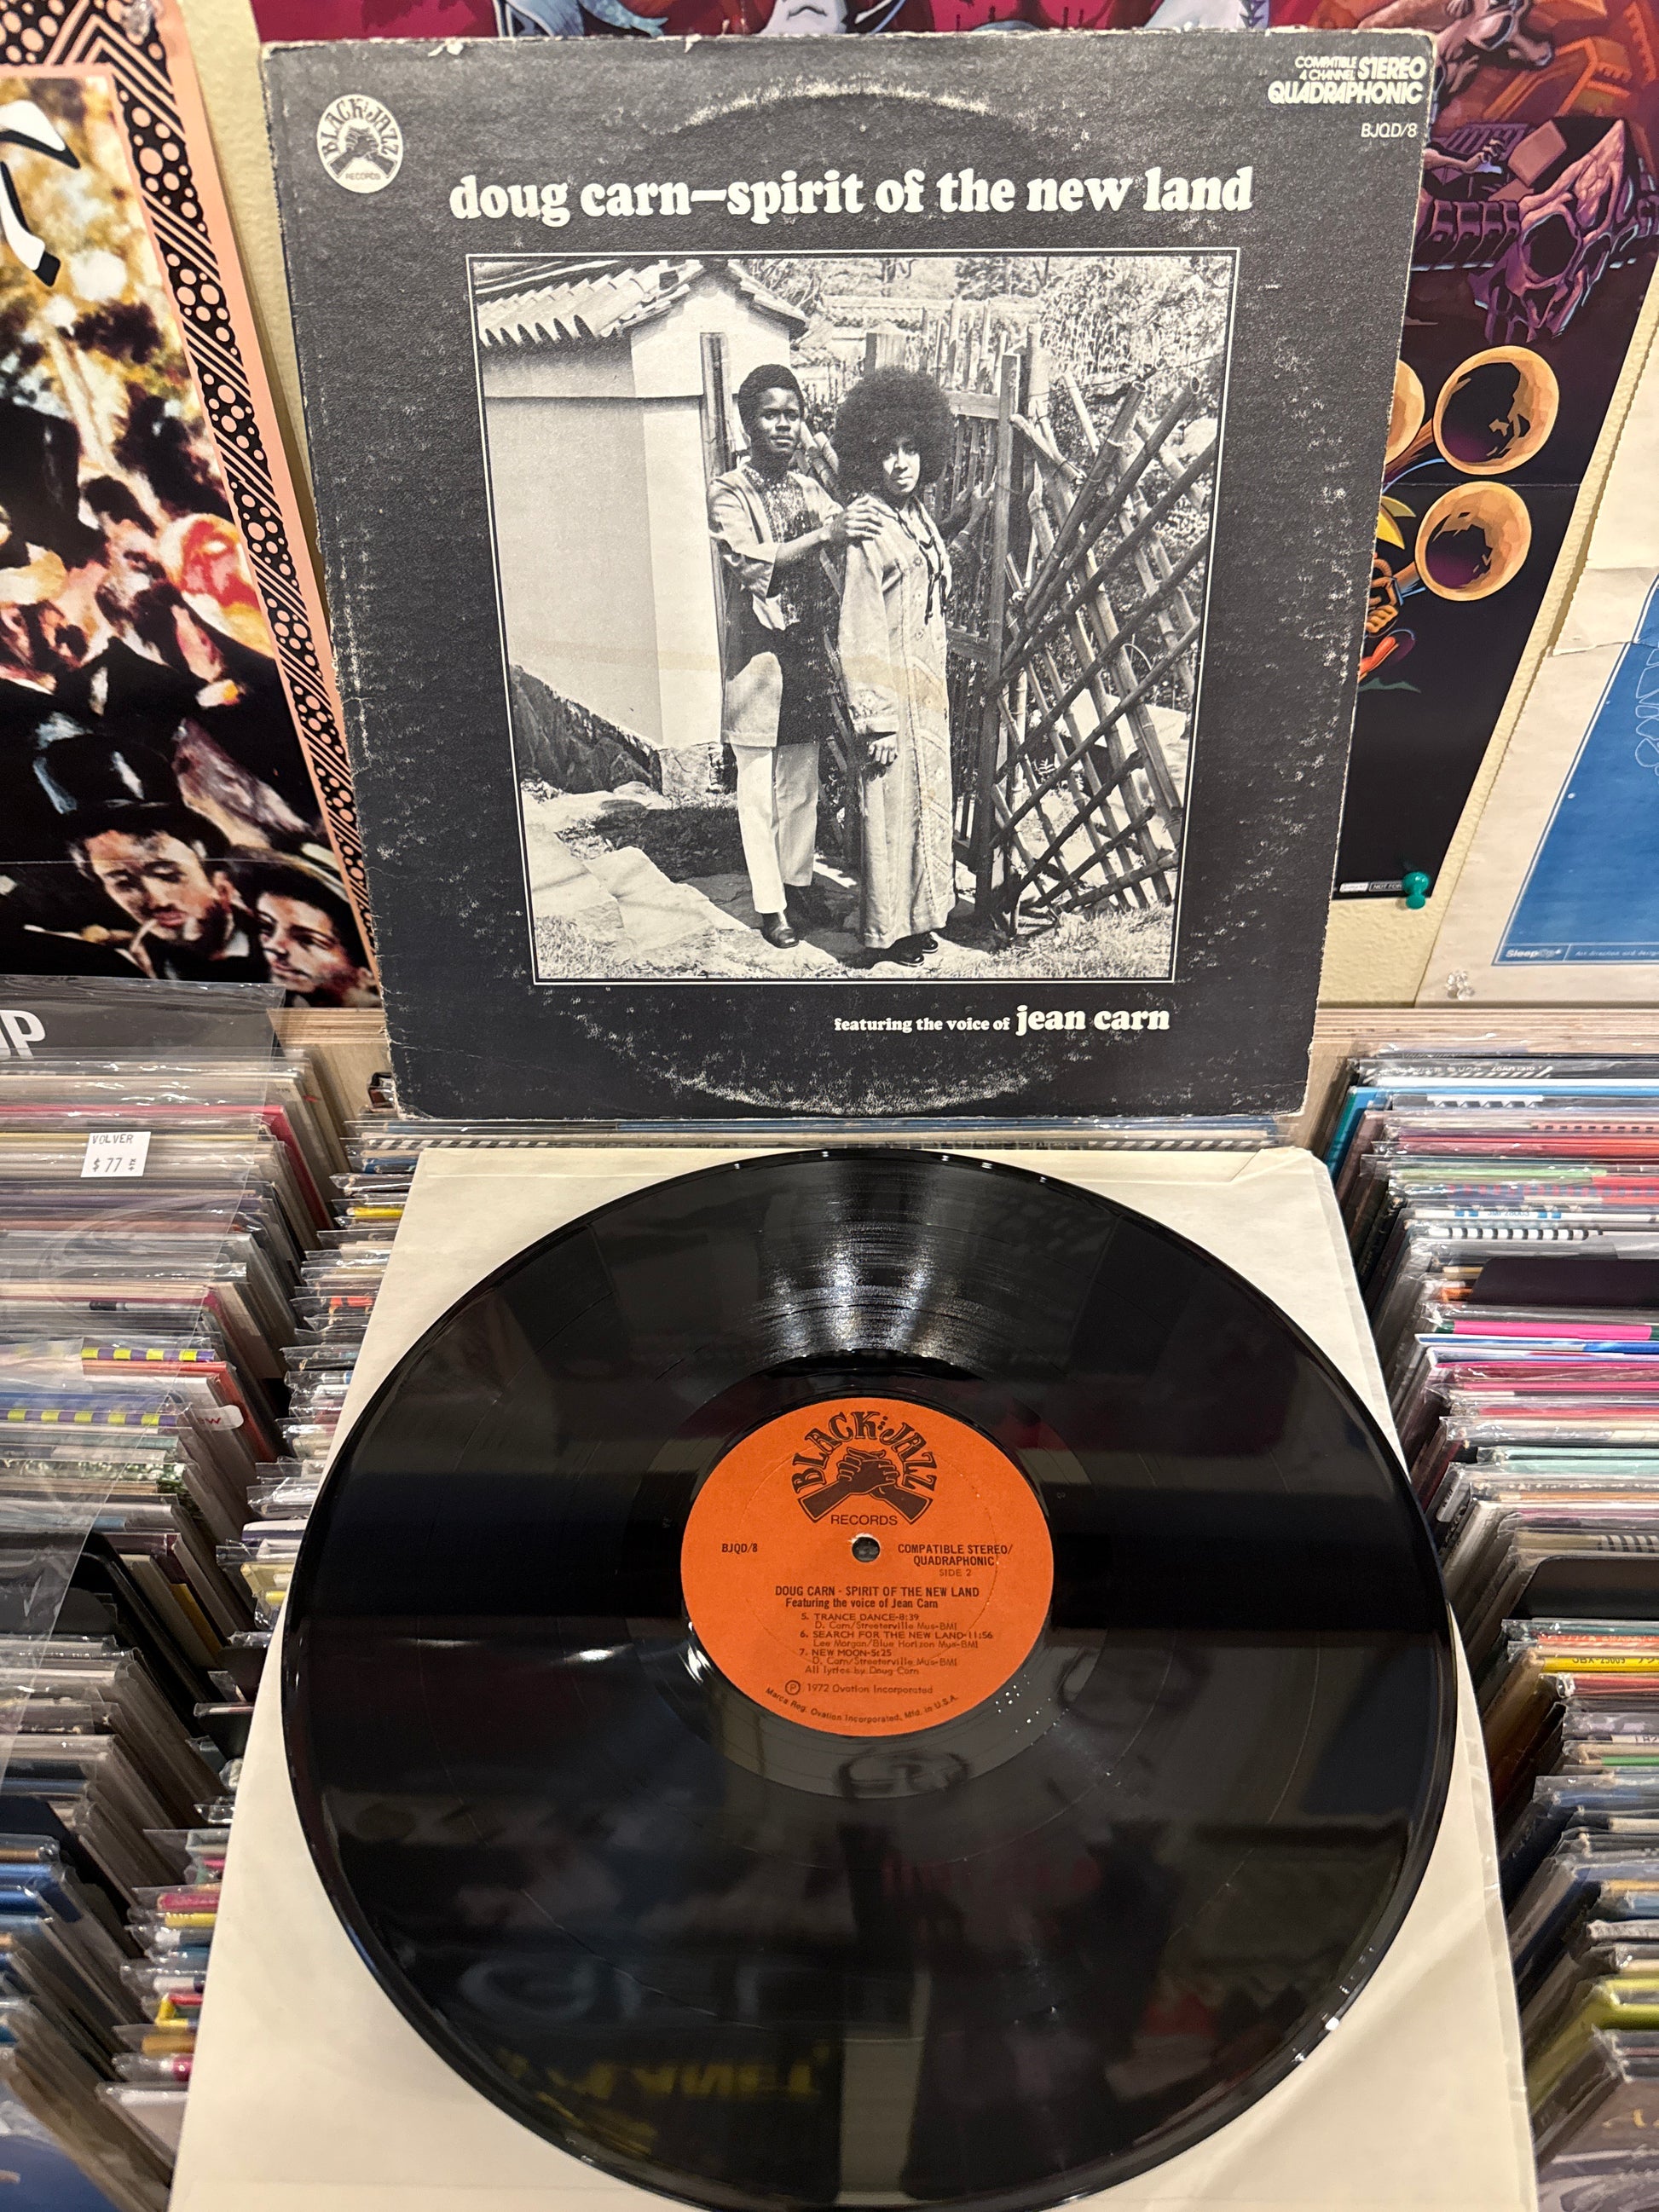 COMPATIBLE STEREO
4 CHANNEL
QUADRAPHONIC
BJQD/8
BLACK JAZZ
RECORDS
doug carn—spirit of the new land
featuring the voice of jean carn
VOLVER
$77
BLACK JAZZ
RECORDS
BJQD/8
COMPATIBLE STEREO/
QUADRAPHONIC
SIDE 2
DOUG CARN - SPIRIT OF THE NEW LAND
Featuring the voice of Jean Carn
5. TRANCE DANCE-8:39
D. Carn/Streeterville Mus-BMI
6. SEARCH FOR THE NEW LAND-11:56
Lee Morgan/Blue Horizon Mus-BMI
7. NEW MOON-5:25
D. Carn/Streeterville Mus-BMI
All lyrics by Doug Carn
Ⓟ 1972 Ovation Incorporated
Marca Reg. Ovation Incorporated, Mfd. in U.S.A.